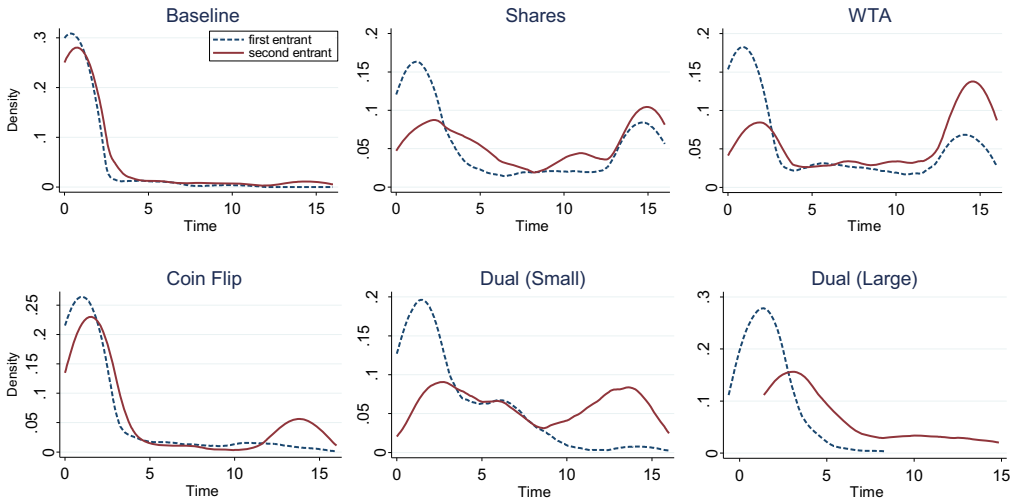 Baseline
Shares
WTA
first entrant
second entrant
Density
.3
.2
.1
0
0 5 10 15
Time
.2
.15
.1
.05
0
0 5 10 15
Time
.2
.15
.1
.05
0
0 5 10 15
Time
Coin Flip
Dual (Small)
Dual (Large)
Density
.25
.2
.15
.1
.05
0
0 5 10 15
Time
.2
.15
.1
.05
0
0 5 10 15
Time
.3
.2
.1
0
0 5 10 15
Time